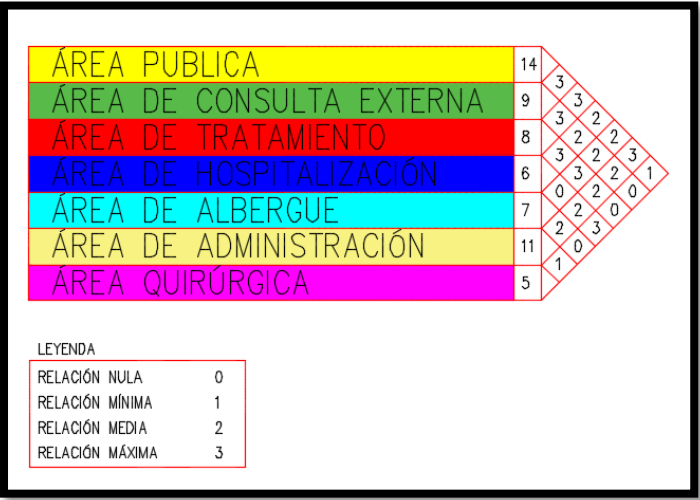 ÁREA PUBLICA 14
3
ÁREA DE CONSULTA EXTERNA 9 3
3 2
ÁREA DE TRATAMIENTO 8 2 2
3 2 3
ÁREA DE HOSPITALIZACIÓN 6 3 2 1
0 2 0
ÁREA DE ALBERGUE 7 2 0
2 3
ÁREA DE ADMINISTRACIÓN 11 0
1
ÁREA QUIRÚRGICA 5
LEYENDA
RELACIÓN NULA 0
RELACIÓN MÍNIMA 1
RELACIÓN MEDIA 2
RELACIÓN MÁXIMA 3